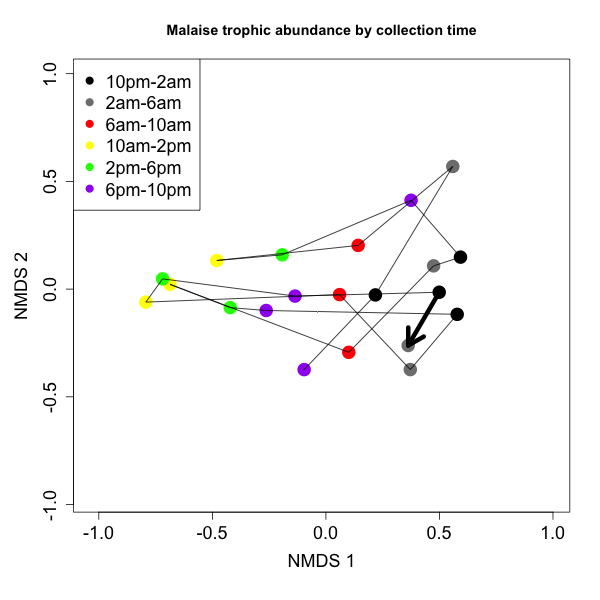 Malaise trophic abundance by collection time
10pm-2am
2am-6am
6am-10am
10am-2pm
2pm-6pm
6pm-10pm
1.0
0.5
0.0
-0.5
-1.0
NMDS 2
-1.0 -0.5 0.0 0.5 1.0
NMDS 1